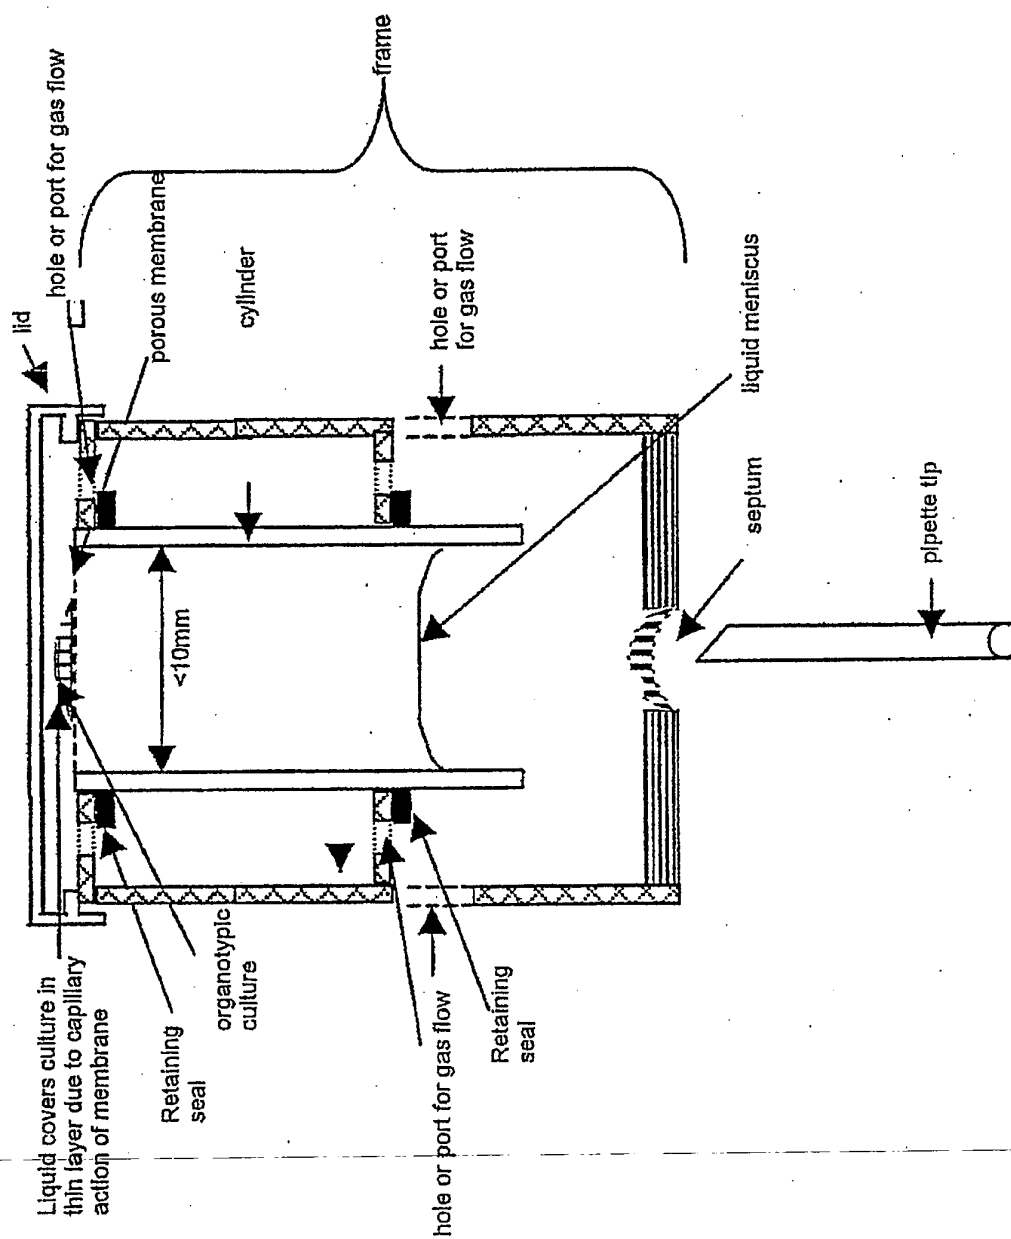 lid
hole or port for gas flow
porous membrane
cylinder
frame
hole or port
for gas flow
liquid meniscus
septum
pipette tip
<10mm
Liquid covers culture in
thin layer due to capillary
action of membrane
Retaining
seal
organotypic
culture
hole or port for gas flow
Retaining
seal